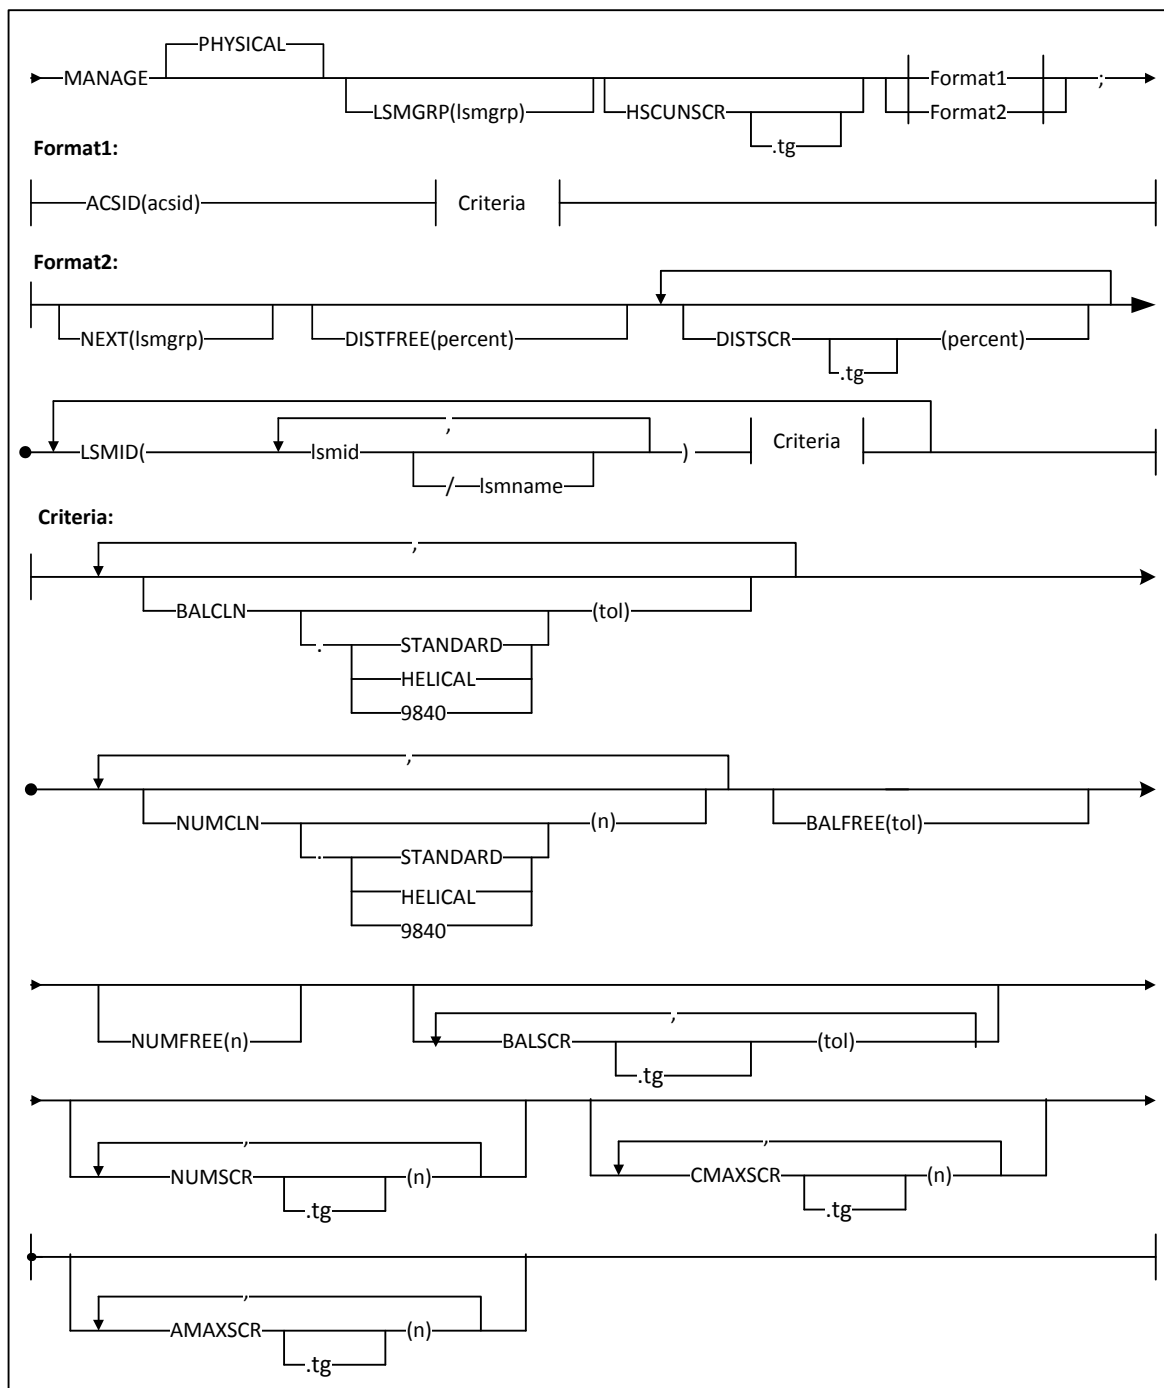 PHYSICAL
MANAGE Format1 ;
LSMGRP(lsmgrp) HSCUNSCR Format2
.tg
Format1:
ACSID(acsid) Criteria
Format2:
NEXT(lsmgrp) DISTFREE(percent) DISTSCR (percent)
.tg
,
LSMID( lsmid ) Criteria
/ lsmname
Criteria:
,
BALCLN (tol)
. STANDARD
HELICAL
9840
,
NUMCLN (n) BALFREE(tol)
. STANDARD
HELICAL
9840
,
NUMFREE(n) BALSCR (tol)
.tg
, ,
NUMSCR (n) CMAXSCR (n)
.tg .tg
,
AMAXSCR (n)
.tg